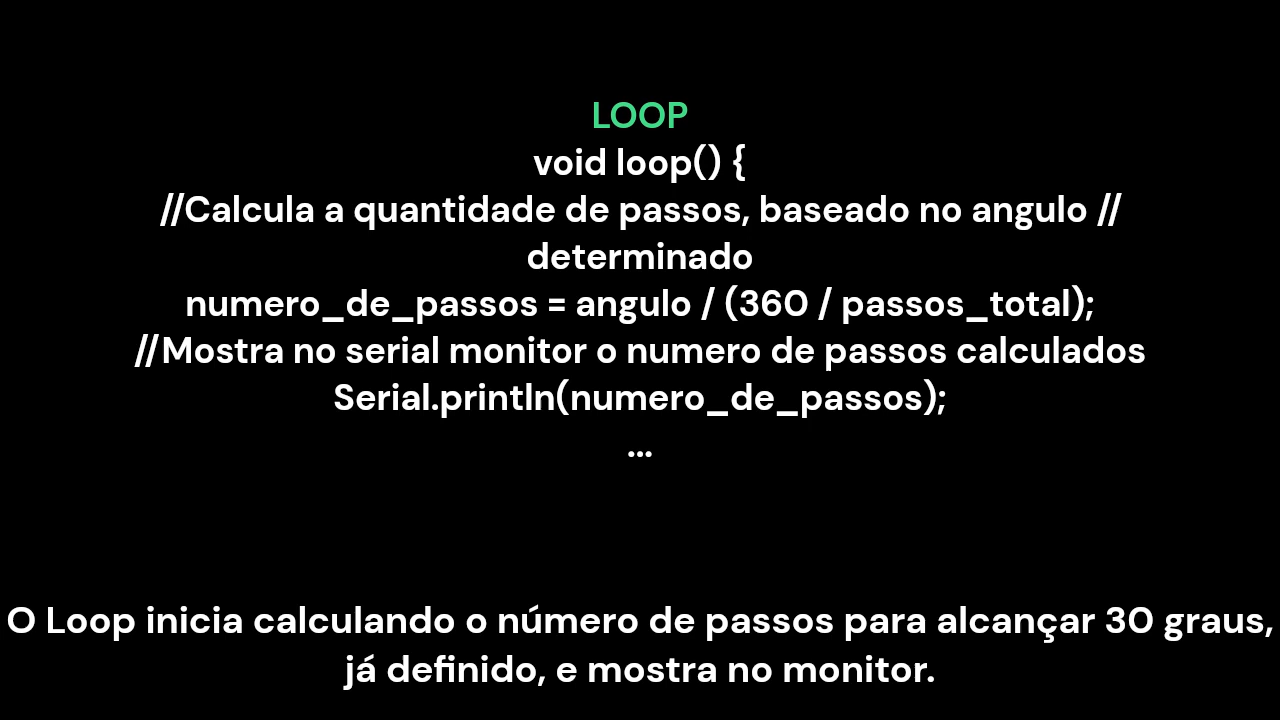 LOOP
void loop() {
//Calcula a quantidade de passos, baseado no angulo //
determinado
numero_de_passos = angulo / (360 / passos_total);
//Mostra no serial monitor o numero de passos calculados
Serial.println(numero_de_passos);
...
O Loop inicia calculando o número de passos para alcançar 30 graus,
já definido, e mostra no monitor.